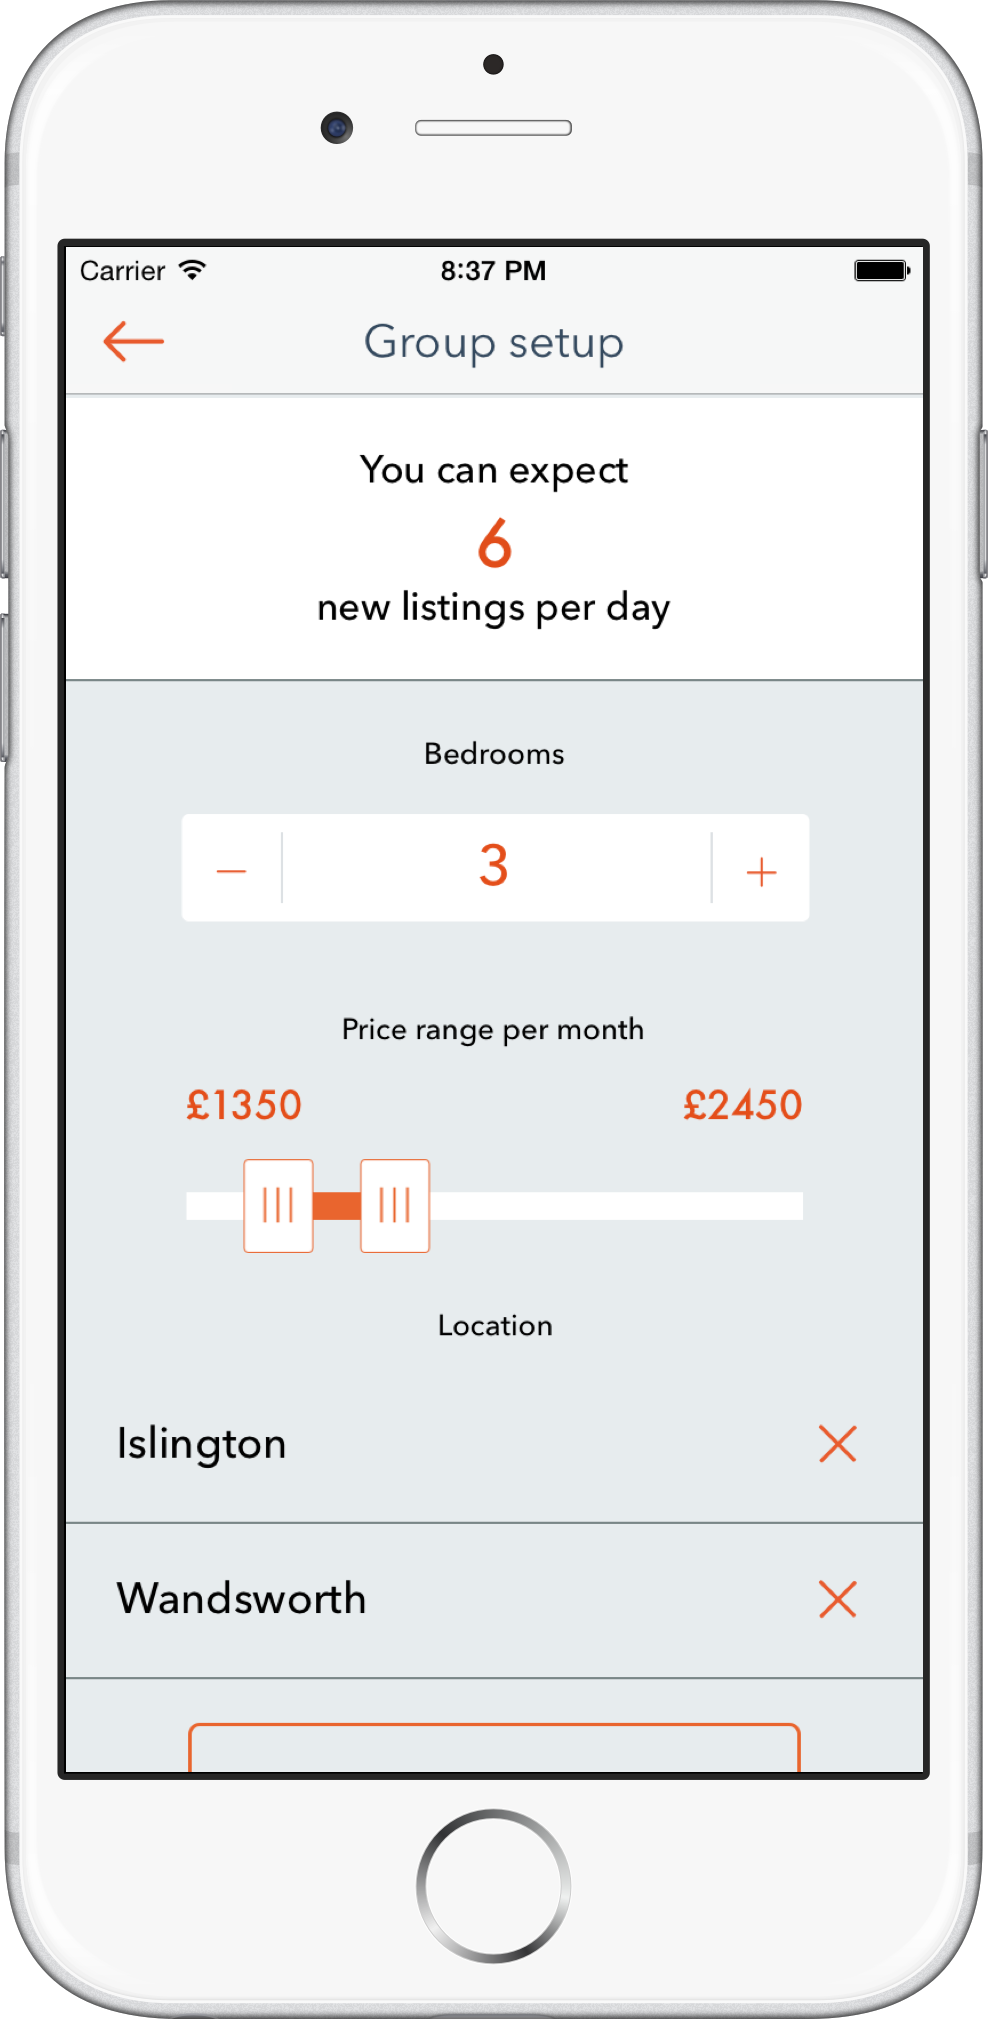 Carrier 8:37 PM
Group setup
You can expect
6
new listings per day
Bedrooms
3
Price range per month
£1350 £2450
Location
Islington
Wandsworth